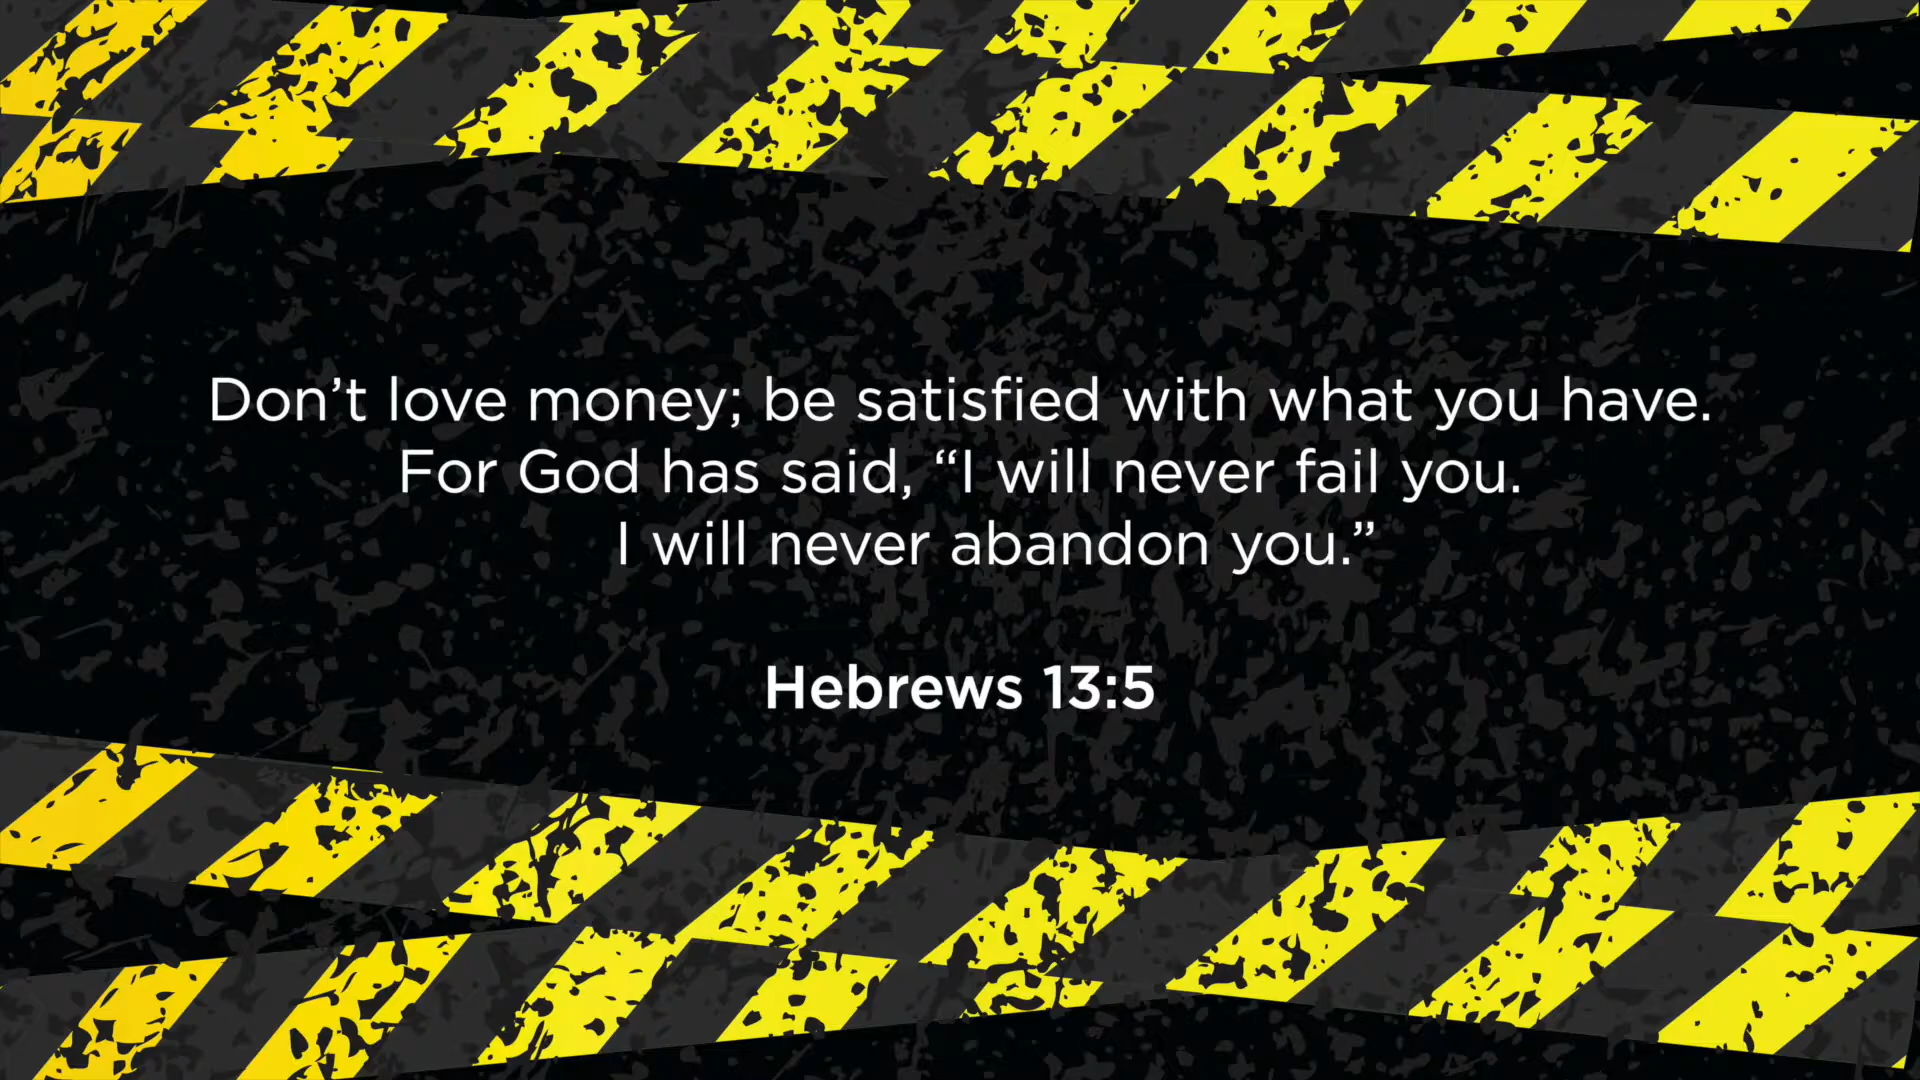 Don’t love money; be satisfied with what you have.
For God has said, “I will never fail you.
I will never abandon you.”
Hebrews 13:5